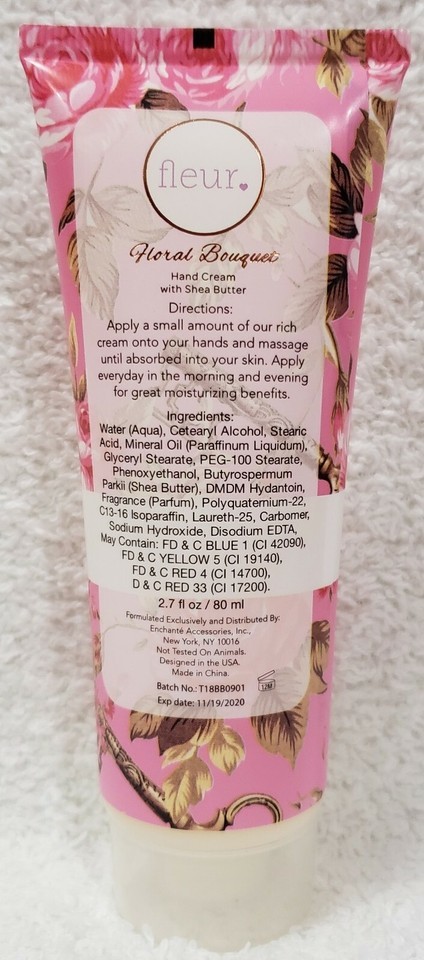 fleur
Floral Bouquet
Hand Cream
with Shea Butter
Directions:
Apply a small amount of our rich
cream onto your hands and massage
until absorbed into your skin. Apply
everyday in the morning and evening
for great moisturizing benefits.
Ingredients:
Water (Aqua), Cetearyl Alcohol, Stearic
Acid, Mineral Oil (Paraffinum Liquidum),
Glyceryl Stearate, PEG-100 Stearate,
Phenoxyethanol, Butyrospermum
Parkii (Shea Butter), DMDM Hydantoin,
Fragrance (Parfum), Polyquaternium-22,
C13-16 Isoparaffin, Laureth-25, Carbomer,
Sodium Hydroxide, Disodium EDTA,
May Contain: FD & C BLUE 1 (CI 42090),
FD & C YELLOW 5 (CI 19140),
FD & C RED 4 (CI 14700),
D & C RED 33 (CI 17200).
2.7 fl oz / 80 ml
Formulated Exclusively and Distributed By:
Enchanté Accessories, Inc.,
New York, NY 10016
Not Tested On Animals.
Designed in the USA.
Made in China.
Batch No.: T18BB0901
12M
Exp date: 11/19/2020